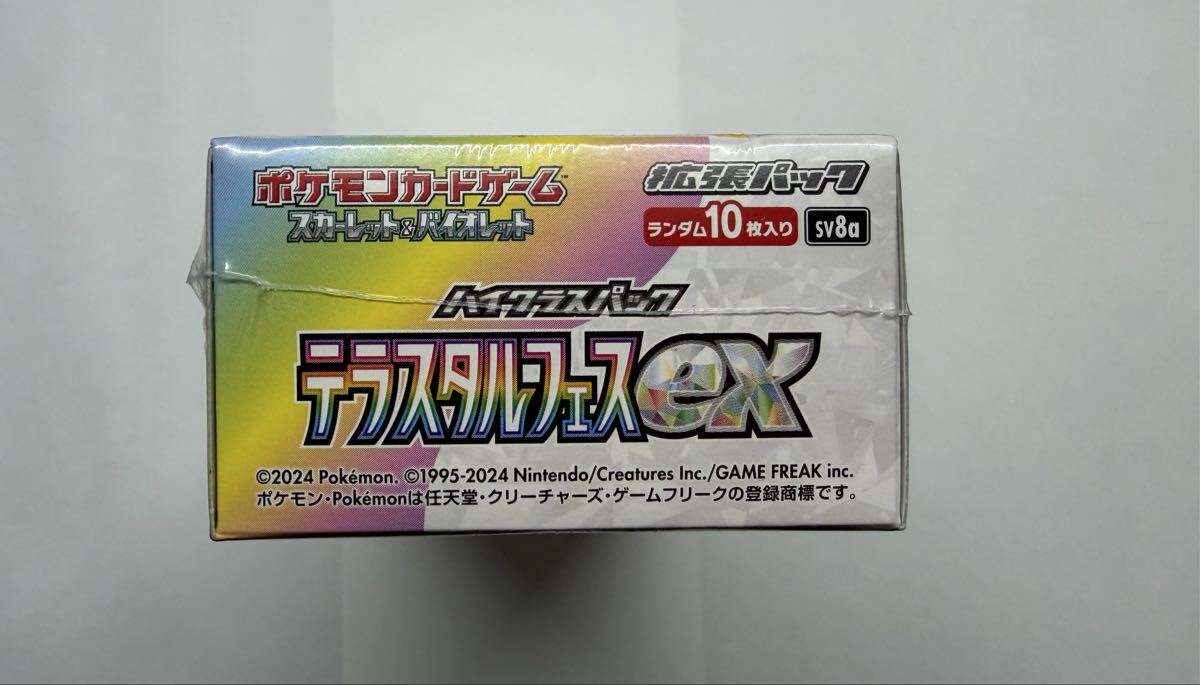 ポケモンカードゲーム™
スカーレット&バイオレット
拡張パック
ランダム10枚入り
SV8a
ハイクラスパック
テラスタルフェスex
©2024 Pokémon. ©1995-2024 Nintendo/Creatures Inc./GAME FREAK inc.
ポケモン・Pokémonは任天堂・クリーチャーズ・ゲームフリークの登録商標です。